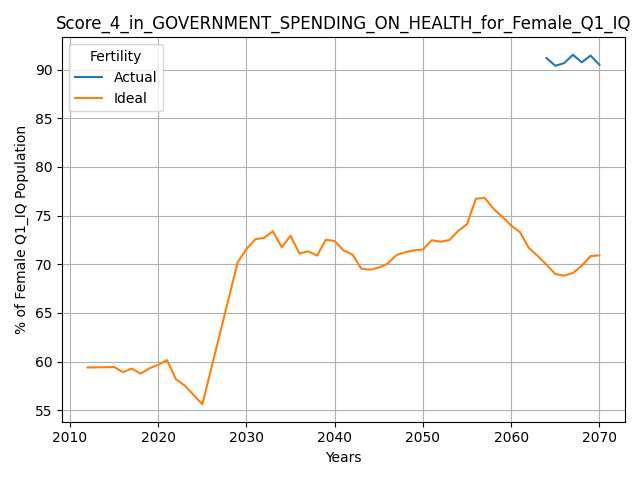 Score_4_in_GOVERNMENT_SPENDING_ON_HEALTH_for_Female_Q1_IQ
Fertility
Actual
Ideal
% of Female Q1_IQ Population
90
85
80
75
70
65
60
55
2010 2020 2030 2040 2050 2060 2070
Years